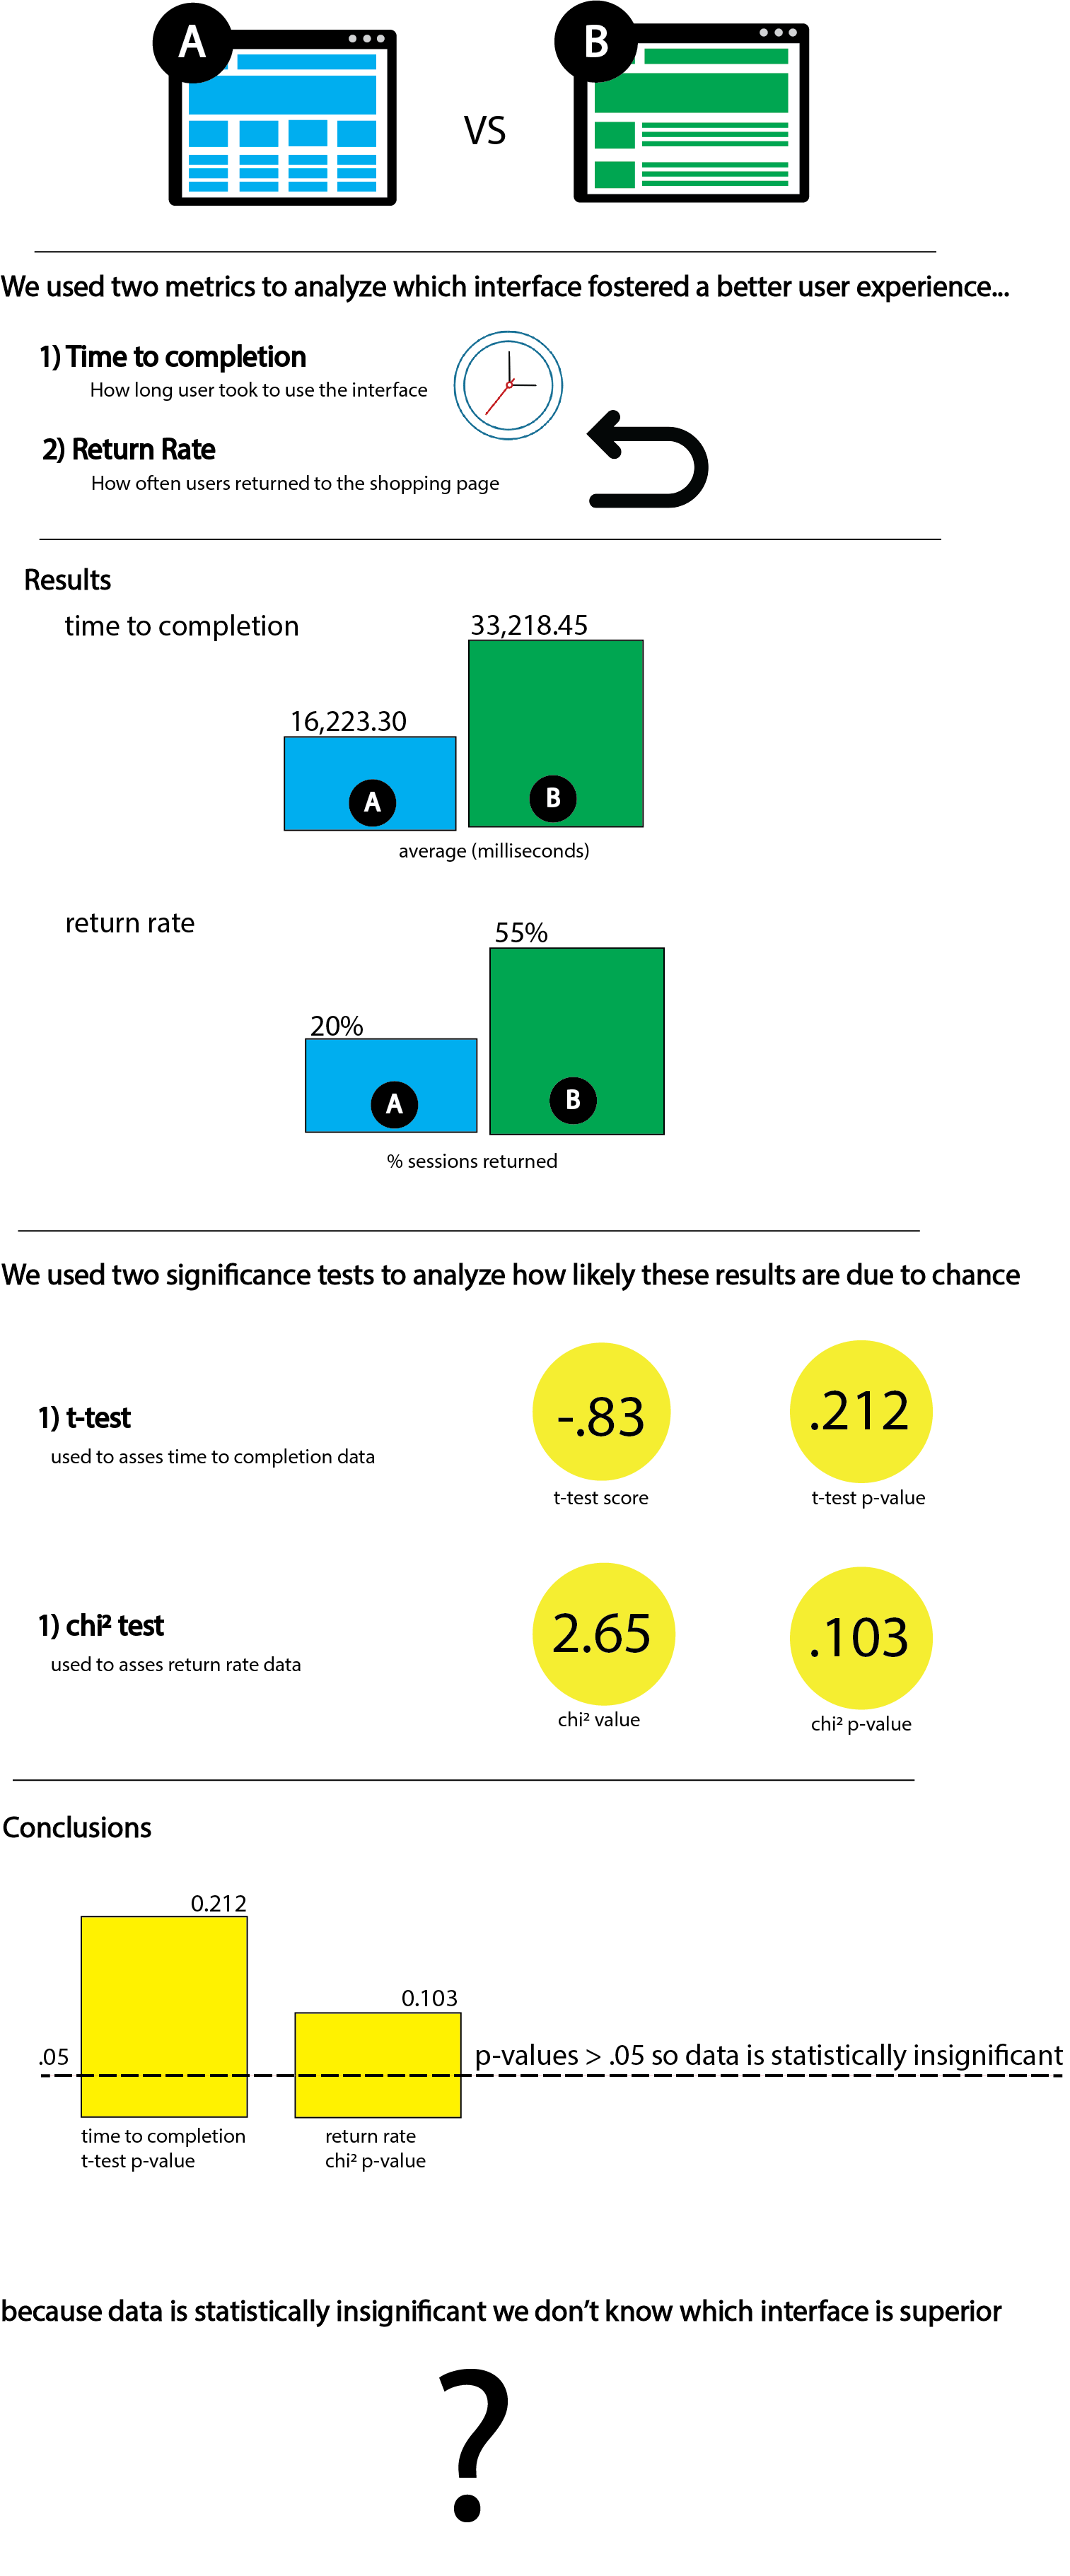 A
B
VS
We used two metrics to analyze which interface fostered a better user experience...
1) Time to completion
How long user took to use the interface
2) Return Rate
How often users returned to the shopping page
Results
time to completion
33,218.45
16,223.30
A
B
average (milliseconds)
return rate
55%
20%
A
B
% sessions returned
We used two significance tests to analyze how likely these results are due to chance
1) t-test
used to asses time to completion data
-.83
t-test score
.212
t-test p-value
1) chi² test
used to asses return rate data
2.65
chi² value
.103
chi² p-value
Conclusions
0.212
0.103
.05
p-values > .05 so data is statistically insignificant
time to completion
t-test p-value
return rate
chi² p-value
because data is statistically insignificant we don't know which interface is superior
?